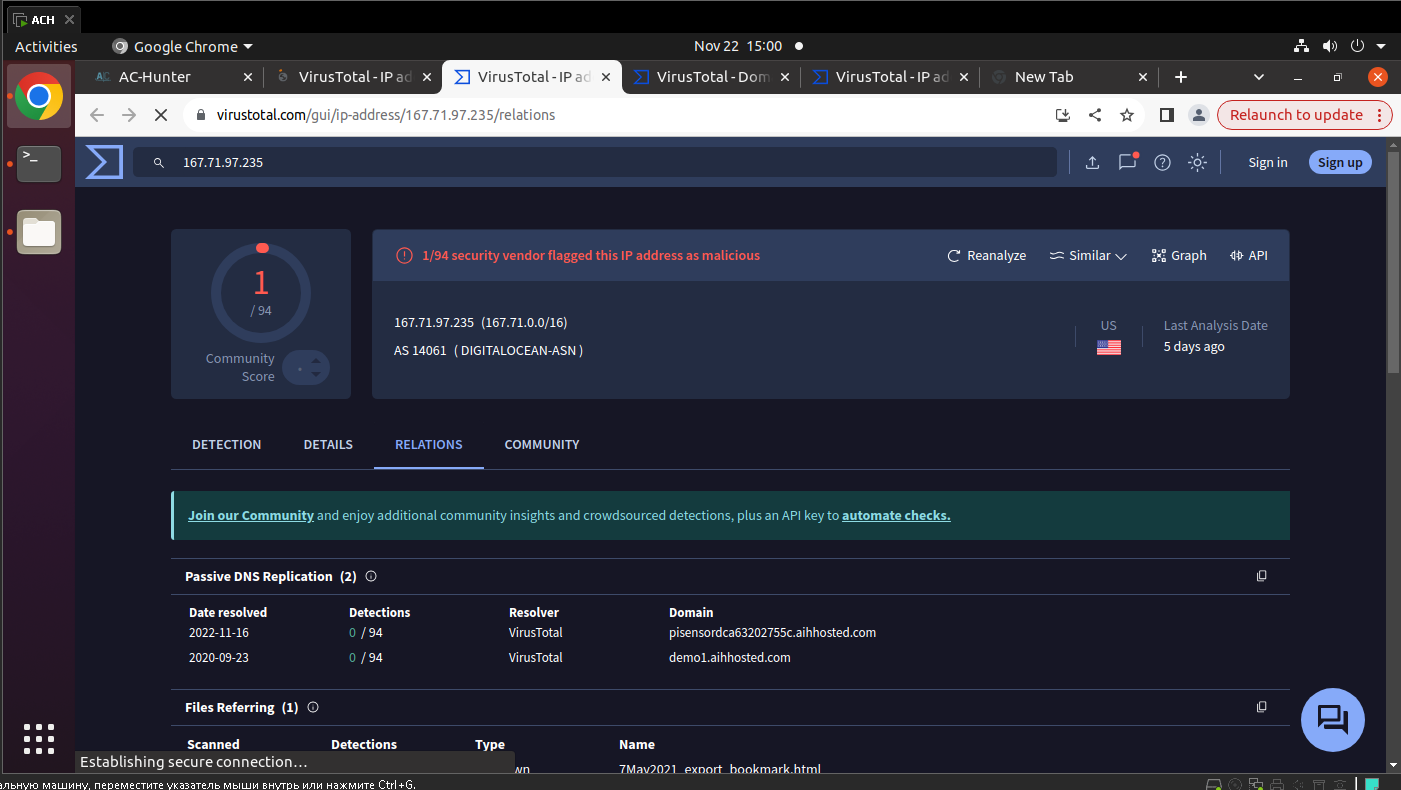 ACH
Activities Google Chrome Nov 22 15:00
AC-Hunter VirusTotal - IP ad VirusTotal - IP ad VirusTotal - Dom VirusTotal - IP ad New Tab
virustotal.com/gui/ip-address/167.71.97.235/relations Relaunch to update
167.71.97.235 Sign in Sign up
1/94 security vendor flagged this IP address as malicious Reanalyze Similar Graph API
1
/ 94
Community
Score
167.71.97.235 (167.71.0.0/16)
AS 14061 ( DIGITALOCEAN-ASN )
US
Last Analysis Date
5 days ago
DETECTION DETAILS RELATIONS COMMUNITY
Join our Community and enjoy additional community insights and crowdsourced detections, plus an API key to automate checks.
Passive DNS Replication (2)
Date resolved Detections Resolver Domain
2022-11-16 0 / 94 VirusTotal pisensordca63202755c.aihhosted.com
2020-09-23 0 / 94 VirusTotal demo1.aihhosted.com
Files Referring (1)
Scanned Detections Type Name
wn 7May2021_export_bookmark.html
Establishing secure connection...
альную машину, переместите указатель мыши внутрь или нажмите Ctrl+G.